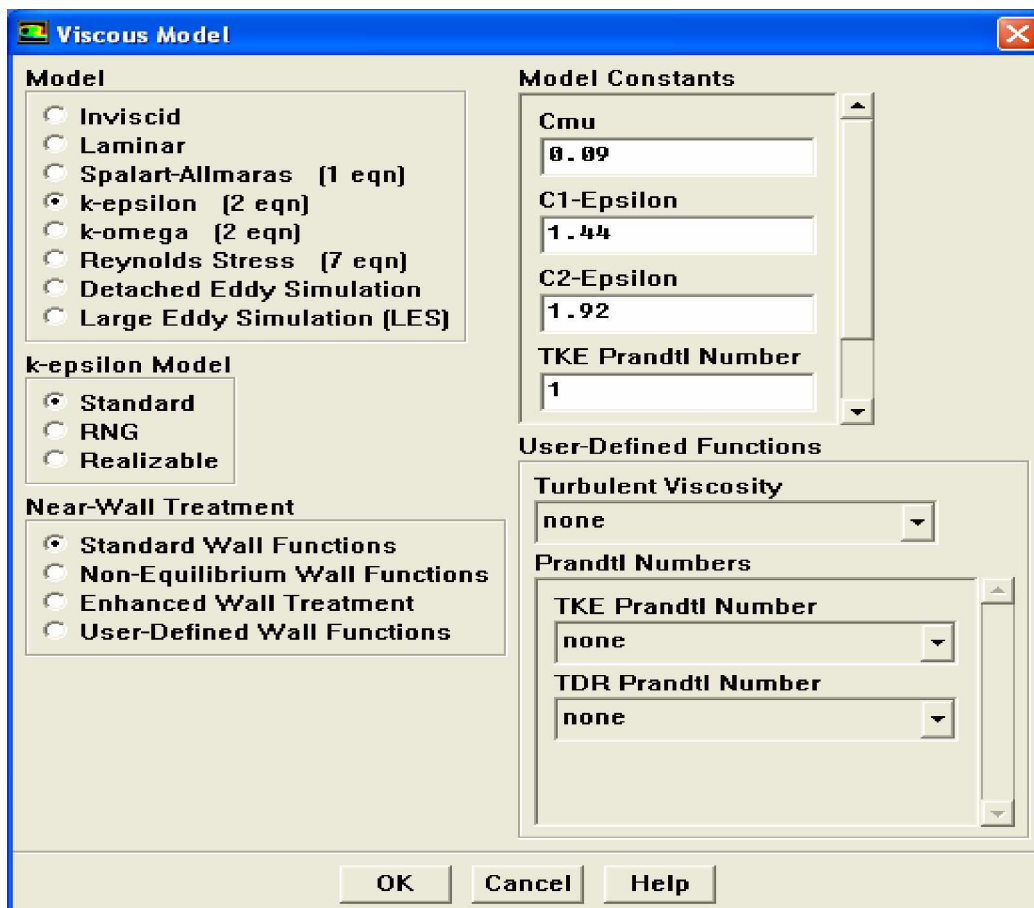 Viscous Model
Model
Inviscid
Laminar
Spalart-Allmaras (1 eqn)
k-epsilon (2 eqn)
k-omega (2 eqn)
Reynolds Stress (7 eqn)
Detached Eddy Simulation
Large Eddy Simulation (LES)
k-epsilon Model
Standard
RNG
Realizable
Near-Wall Treatment
Standard Wall Functions
Non-Equilibrium Wall Functions
Enhanced Wall Treatment
User-Defined Wall Functions
Model Constants
Cmu
0.09
C1-Epsilon
1.44
C2-Epsilon
1.92
TKE Prandtl Number
1
User-Defined Functions
Turbulent Viscosity
none
Prandtl Numbers
TKE Prandtl Number
none
TDR Prandtl Number
none
OK Cancel Help